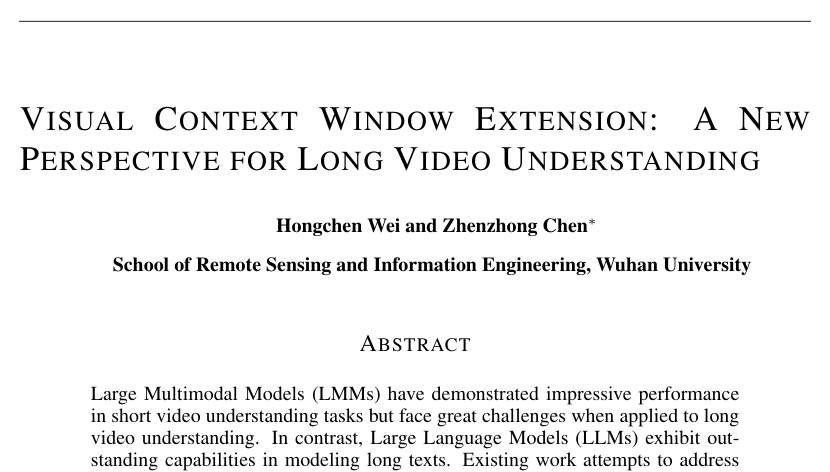 VISUAL CONTEXT WINDOW EXTENSION: A NEW
PERSPECTIVE FOR LONG VIDEO UNDERSTANDING
Hongchen Wei and Zhenzhong Chen*
School of Remote Sensing and Information Engineering, Wuhan University
ABSTRACT
Large Multimodal Models (LMMs) have demonstrated impressive performance
in short video understanding tasks but face great challenges when applied to long
video understanding. In contrast, Large Language Models (LLMs) exhibit out-
standing capabilities in modeling long texts. Existing work attempts to address